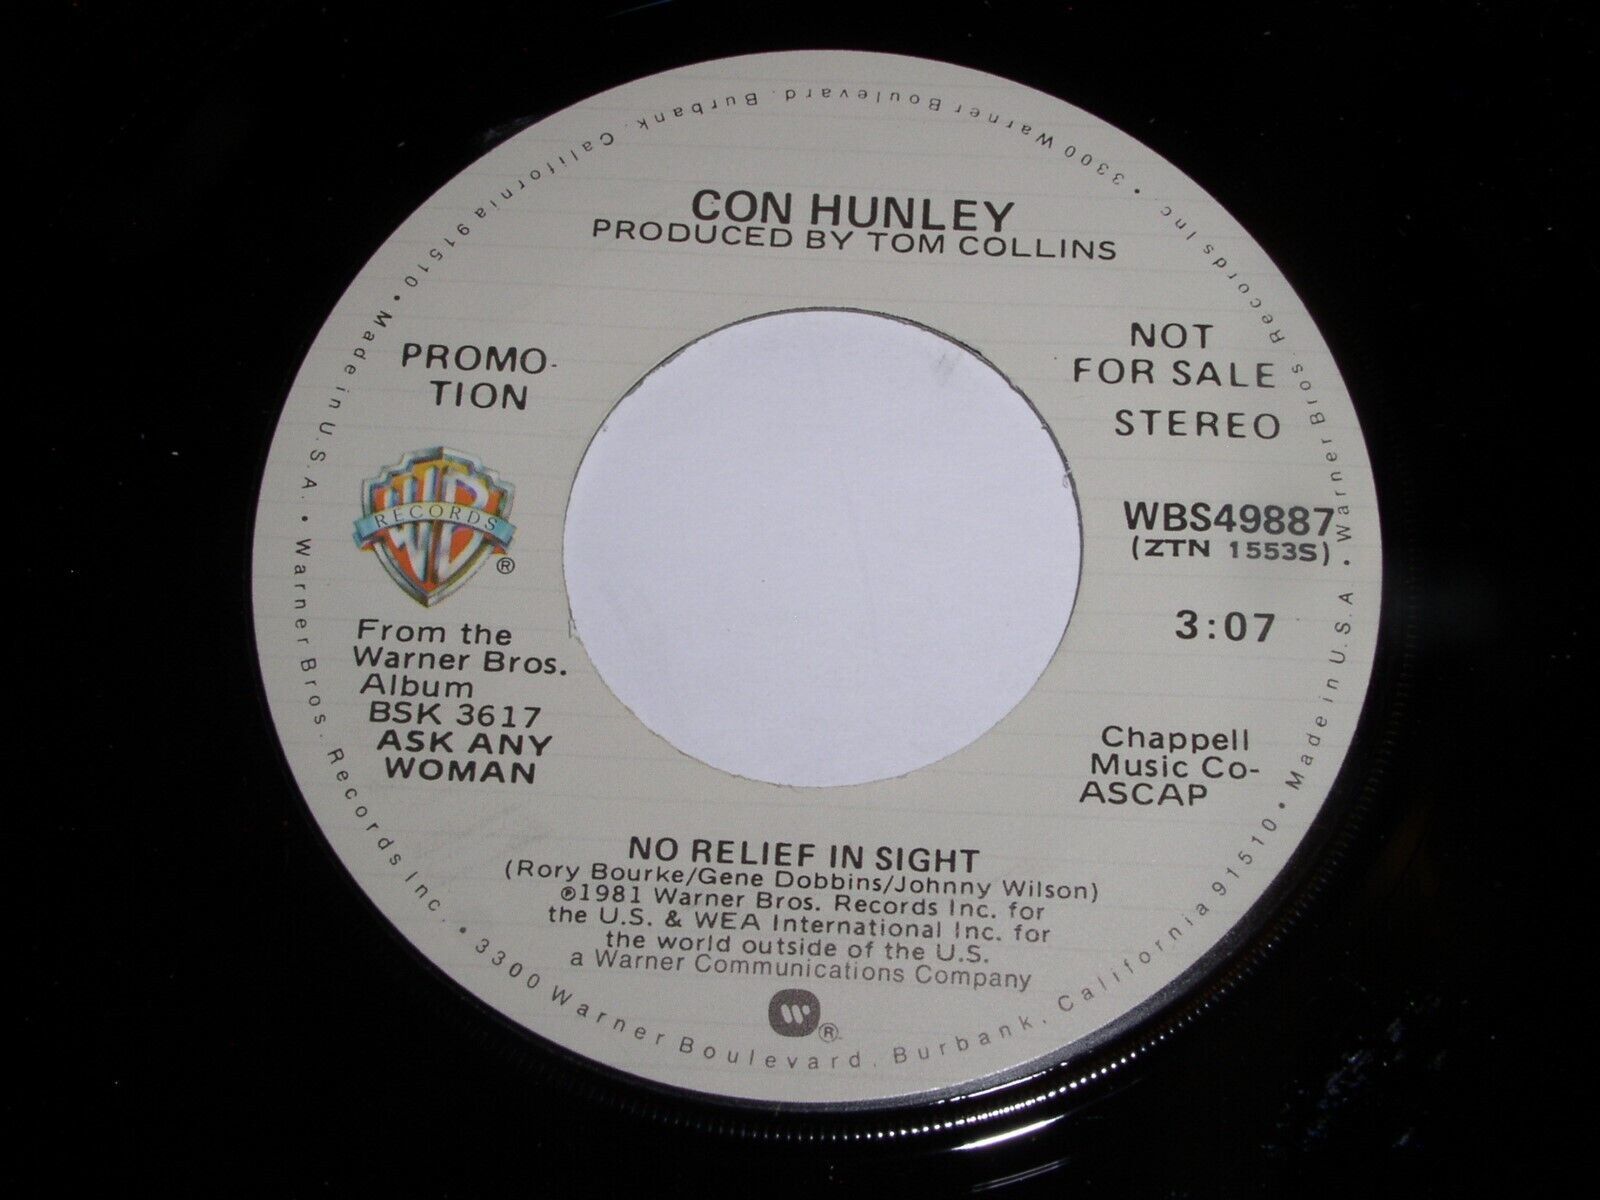 CON HUNLEY
PRODUCED BY TOM COLLINS
PROMO-
TION
NOT
FOR SALE
STEREO
WB
RECORDS
®
WBS49887
(ZTN 1553S)
3:07
From the
Warner Bros.
Album
BSK 3617
ASK ANY
WOMAN
Chappell
Music Co-
ASCAP
NO RELIEF IN SIGHT
(Rory Bourke/Gene Dobbins/Johnny Wilson)
℗1981 Warner Bros. Records Inc. for
the U.S. & WEA International Inc. for
the world outside of the U.S.
a Warner Communications Company
®
Warner Bros. Records Inc. • 3300 Warner Boulevard, Burbank, California 91510 • Made in U.S.A. •
Warner Bros. Records Inc. • 3300 Warner Boulevard, Burbank, California 91510 • Made in U.S.A. •